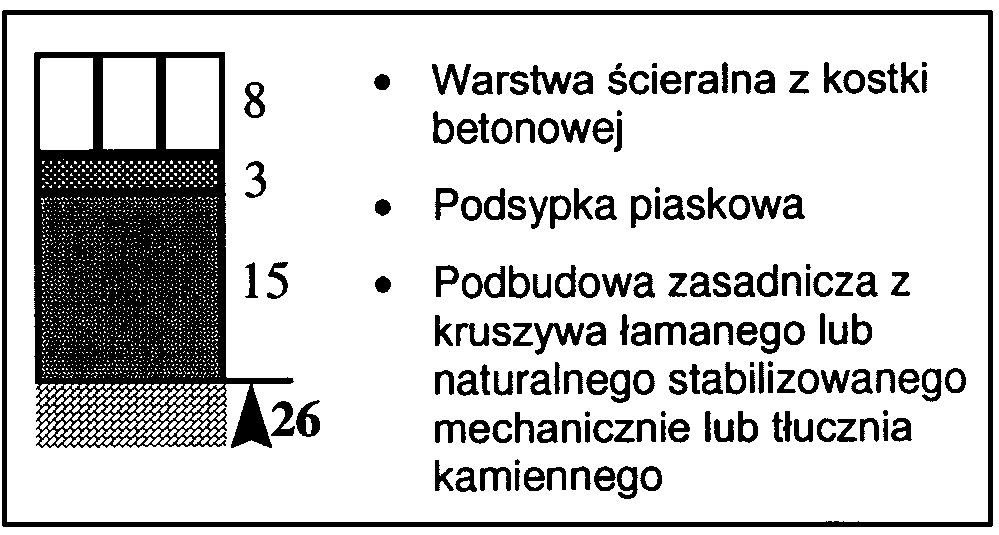 8
• Warstwa ścieralna z kostki
betonowej
3
• Podsypka piaskowa
15
• Podbudowa zasadnicza z
kruszywa łamanego lub
naturalnego stabilizowanego
mechanicznie lub tłucznia
kamiennego
26